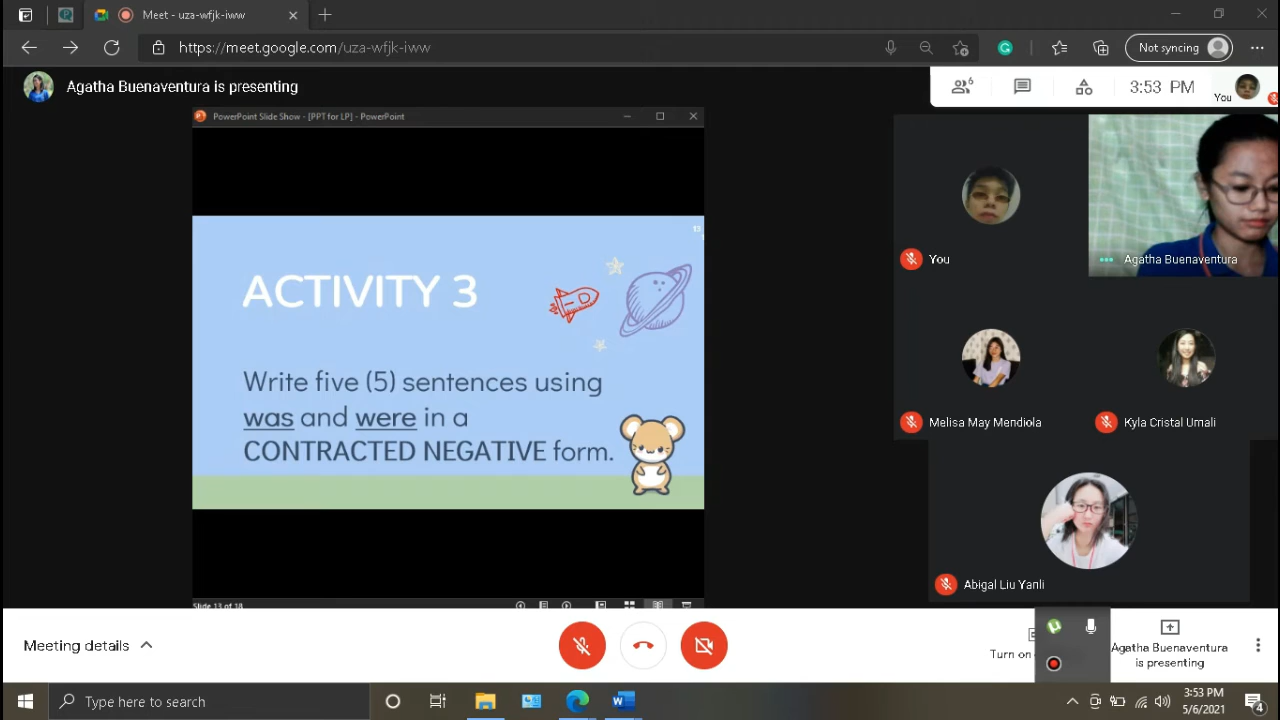 Meet - uza-wfjk-iww
https://meet.google.com/uza-wfjk-iww
Not syncing
Agatha Buenaventura is presenting
6
3:53 PM
You
PowerPoint Slide Show - [PPT for LP] - PowerPoint
13
ACTIVITY 3
Write five (5) sentences using
was and were in a
CONTRACTED NEGATIVE form.
Slide 13 of 18
You
Agatha Buenaventura
Melisa May Mendiola
Kyla Cristal Umali
Abigal Liu Yanli
Meeting details
Turn on
Agatha Buenaventura
is presenting
Type here to search
3:53 PM
5/6/2021
4